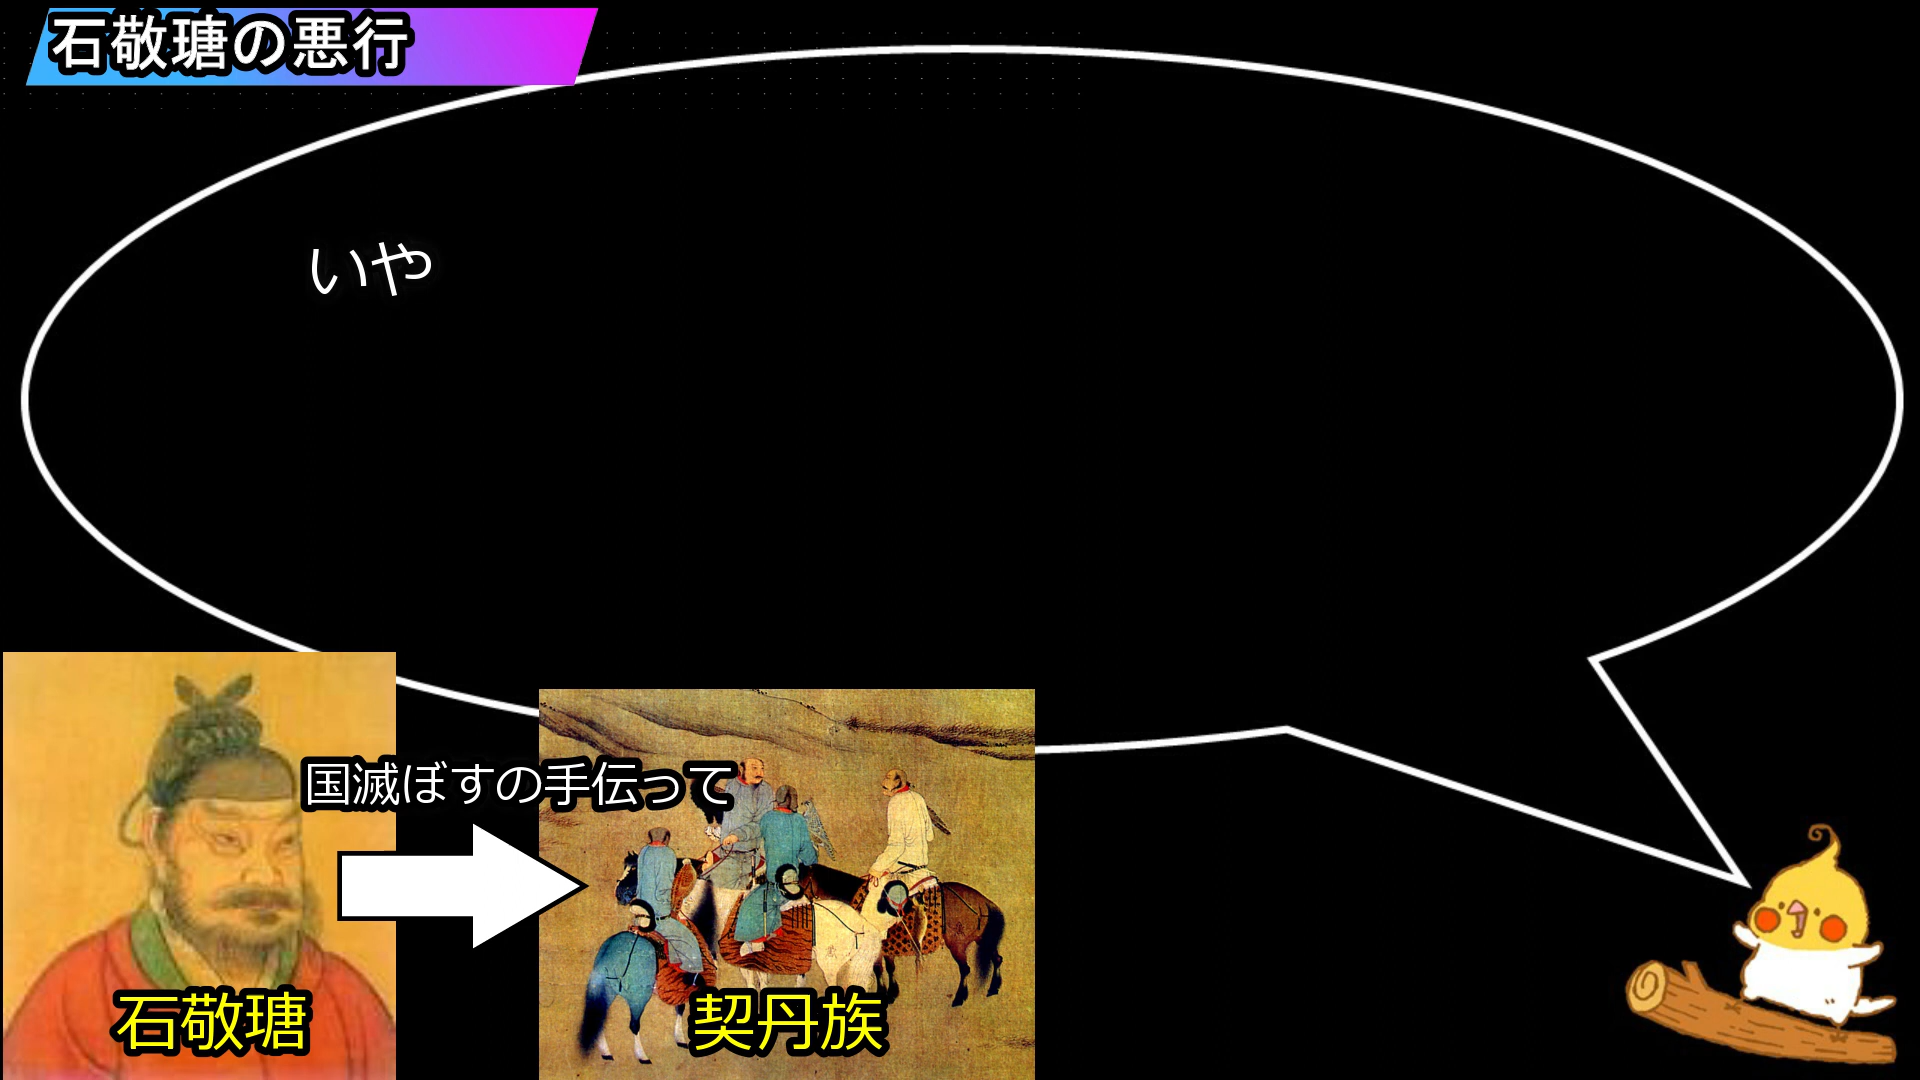 石敬瑭の悪行
いや
国滅ぼすの手伝って
石敬瑭
契丹族